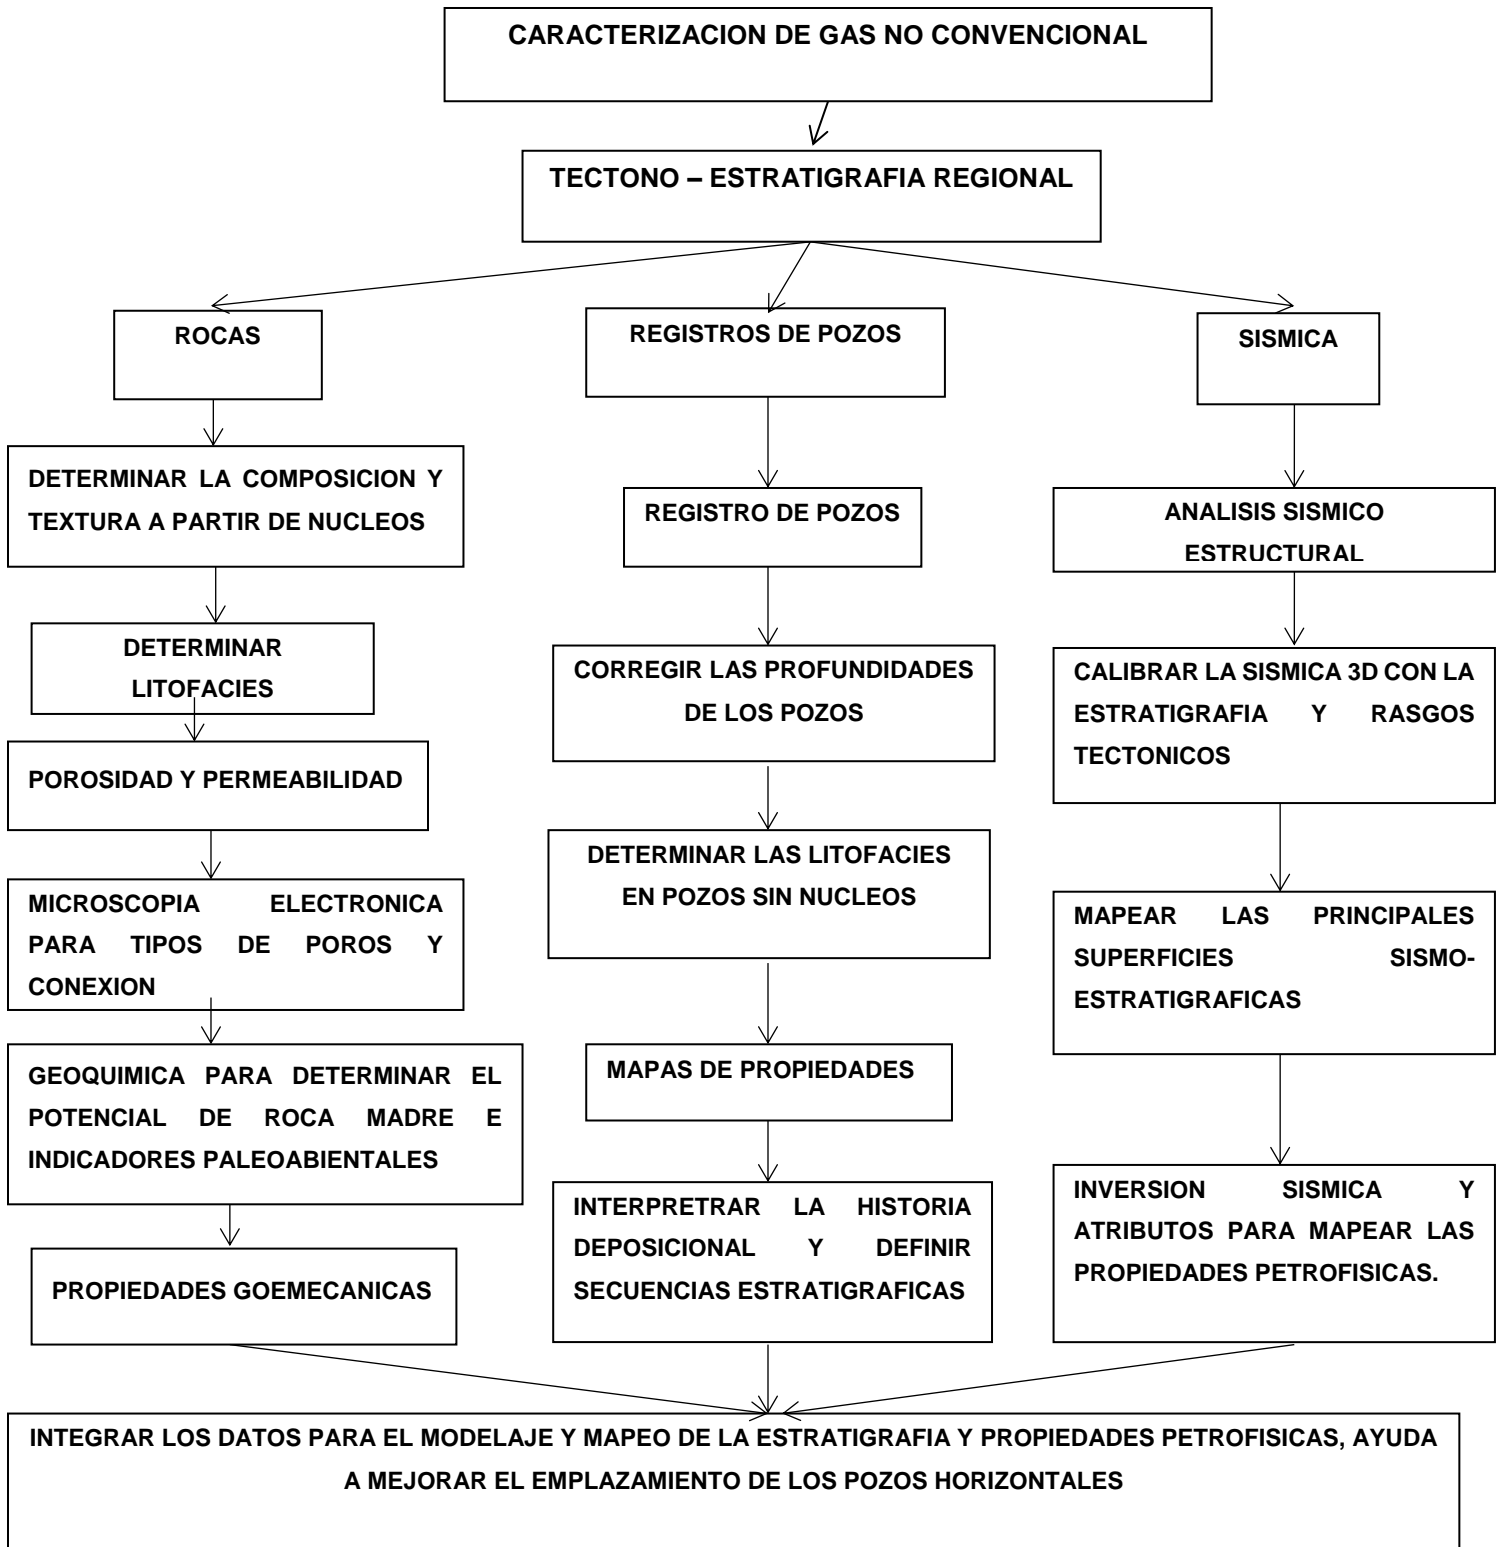 CARACTERIZACION DE GAS NO CONVENCIONAL
TECTONO – ESTRATIGRAFIA REGIONAL
ROCAS
DETERMINAR LA COMPOSICION Y
TEXTURA A PARTIR DE NUCLEOS
DETERMINAR
LITOFACIES
POROSIDAD Y PERMEABILIDAD
MICROSCOPIA ELECTRONICA
PARA TIPOS DE POROS Y
CONEXION
GEOQUIMICA PARA DETERMINAR EL
POTENCIAL DE ROCA MADRE E
INDICADORES PALEOABIENTALES
PROPIEDADES GOEMECANICAS
REGISTROS DE POZOS
REGISTRO DE POZOS
CORREGIR LAS PROFUNDIDADES
DE LOS POZOS
DETERMINAR LAS LITOFACIES
EN POZOS SIN NUCLEOS
MAPAS DE PROPIEDADES
INTERPRETRAR LA HISTORIA
DEPOSICIONAL Y DEFINIR
SECUENCIAS ESTRATIGRAFICAS
SISMICA
ANALISIS SISMICO
ESTRUCTURAL
CALIBRAR LA SISMICA 3D CON LA
ESTRATIGRAFIA Y RASGOS
TECTONICOS
MAPEAR LAS PRINCIPALES
SUPERFICIES SISMO-
ESTRATIGRAFICAS
INVERSION SISMICA Y
ATRIBUTOS PARA MAPEAR LAS
PROPIEDADES PETROFISICAS.
INTEGRAR LOS DATOS PARA EL MODELAJE Y MAPEO DE LA ESTRATIGRAFIA Y PROPIEDADES PETROFISICAS, AYUDA
A MEJORAR EL EMPLAZAMIENTO DE LOS POZOS HORIZONTALES